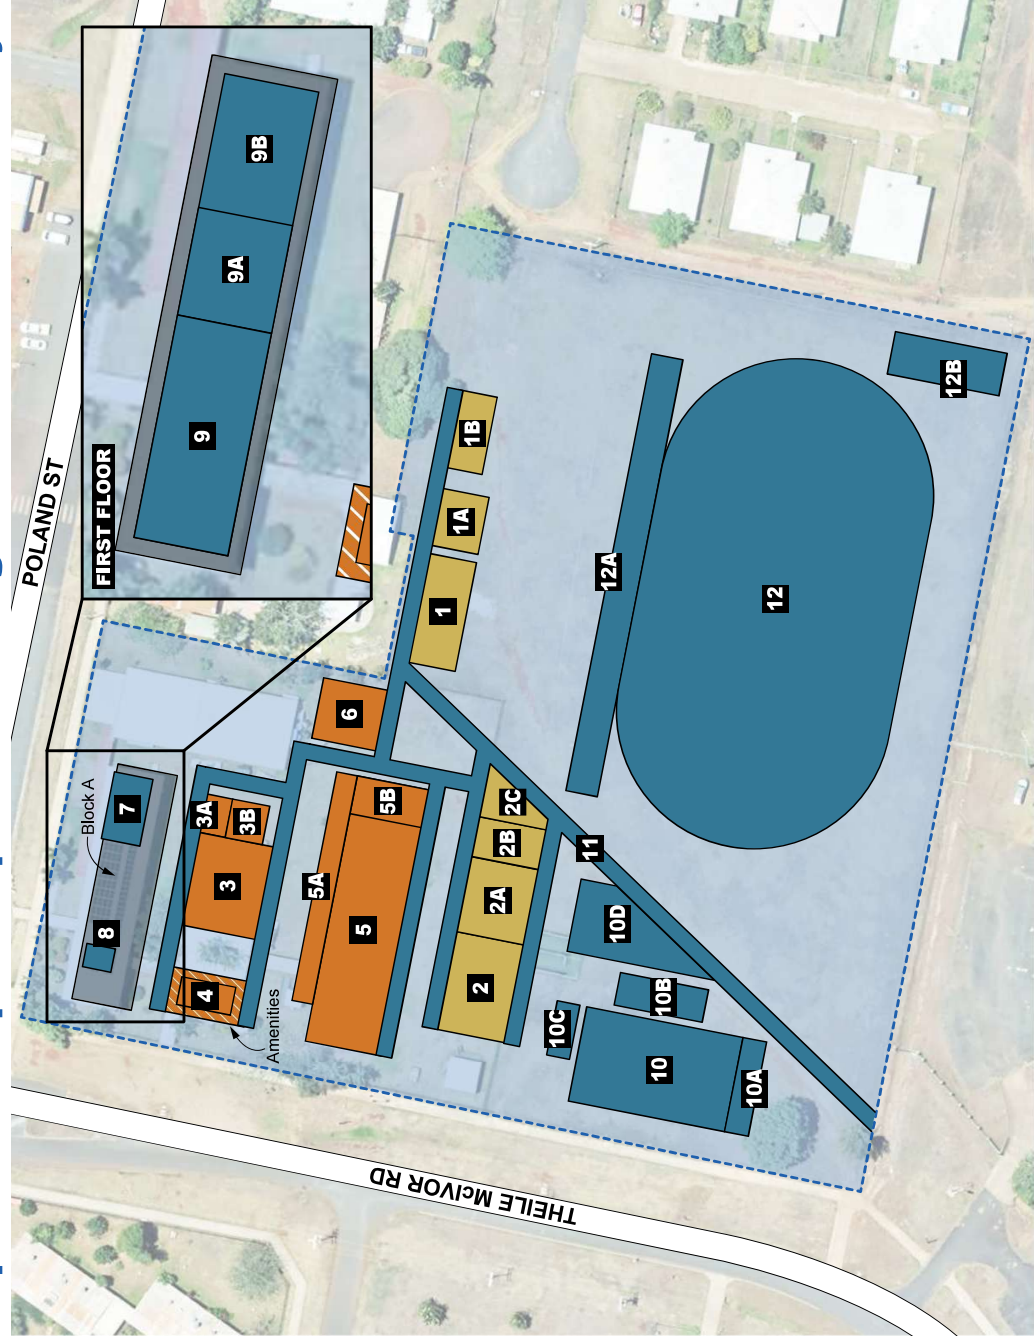 POLAND ST
FIRST FLOOR
9
9A
9B
Block A
8
7
3A
3B
3
4
Amenities
6
5A
5
5B
1
1A
1B
2
2A
2B
2C
11
10D
10B
10C
10
10A
12A
12
12B
THEILE McIVOR RD